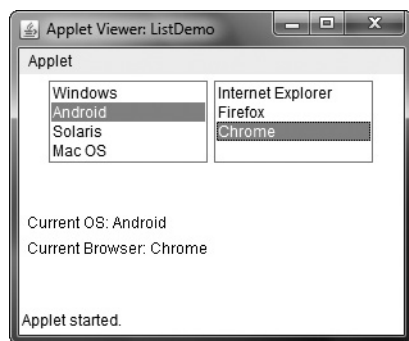 Applet Viewer: ListDemo
Applet
Windows
Android
Solaris
Mac OS
Internet Explorer
Firefox
Chrome
Current OS: Android
Current Browser: Chrome
Applet started.